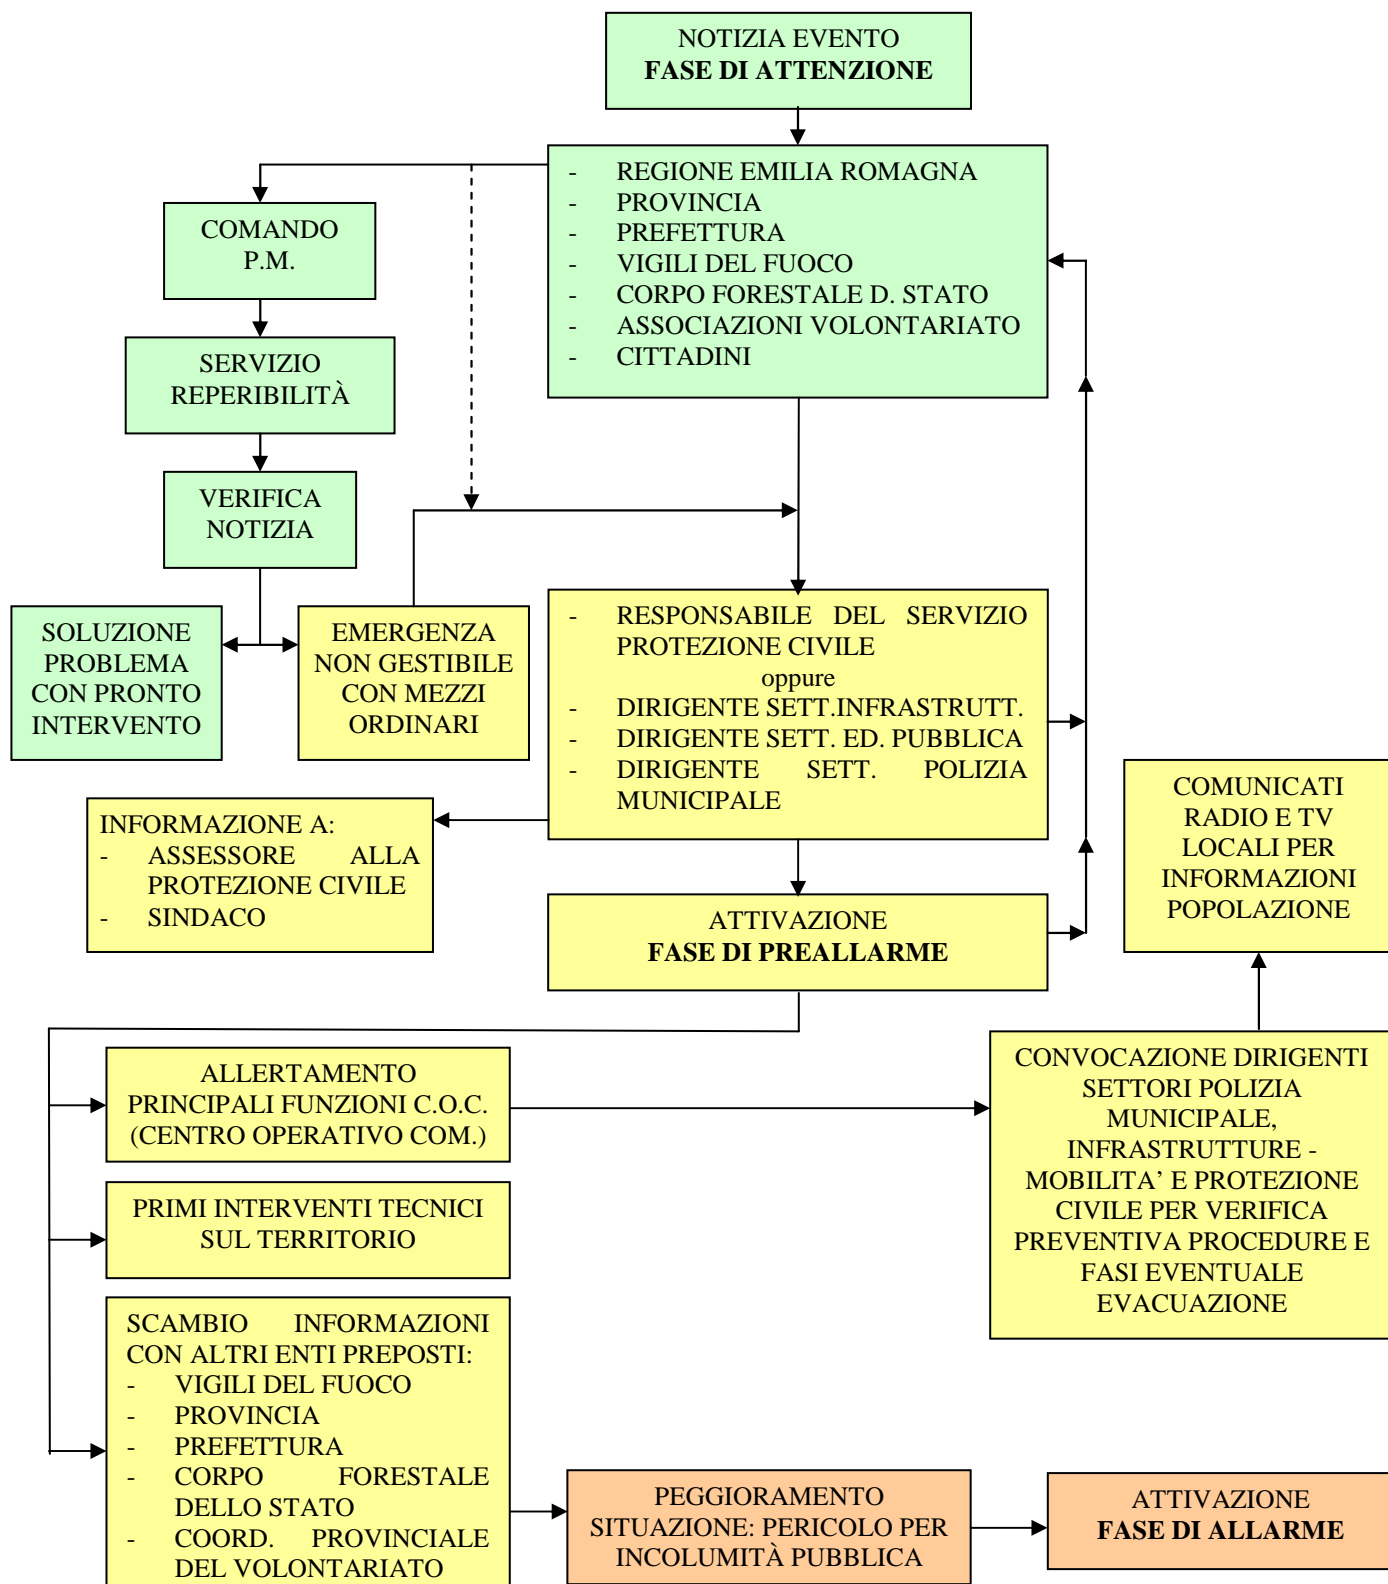 NOTIZIA EVENTO
FASE DI ATTENZIONE
- REGIONE EMILIA ROMAGNA
- PROVINCIA
- PREFETTURA
- VIGILI DEL FUOCO
- CORPO FORESTALE D. STATO
- ASSOCIAZIONI VOLONTARIATO
- CITTADINI
COMANDO
P.M.
SERVIZIO
REPERIBILITÀ
VERIFICA
NOTIZIA
SOLUZIONE
PROBLEMA
CON PRONTO
INTERVENTO
EMERGENZA
NON GESTIBILE
CON MEZZI
ORDINARI
- RESPONSABILE DEL SERVIZIO
PROTEZIONE CIVILE
oppure
- DIRIGENTE SETT.INFRASTRUTT.
- DIRIGENTE SETT. ED. PUBBLICA
- DIRIGENTE SETT. POLIZIA
MUNICIPALE
INFORMAZIONE A:
- ASSESSORE ALLA
PROTEZIONE CIVILE
- SINDACO
ATTIVAZIONE
FASE DI PREALLARME
COMUNICATI
RADIO E TV
LOCALI PER
INFORMAZIONI
POPOLAZIONE
ALLERTAMENTO
PRINCIPALI FUNZIONI C.O.C.
(CENTRO OPERATIVO COM.)
CONVOCAZIONE DIRIGENTI
SETTORI POLIZIA
MUNICIPALE,
INFRASTRUTTURE -
MOBILITA’ E PROTEZIONE
CIVILE PER VERIFICA
PREVENTIVA PROCEDURE E
FASI EVENTUALE
EVACUAZIONE
PRIMI INTERVENTI TECNICI
SUL TERRITORIO
SCAMBIO INFORMAZIONI
CON ALTRI ENTI PREPOSTI:
- VIGILI DEL FUOCO
- PROVINCIA
- PREFETTURA
- CORPO FORESTALE
DELLO STATO
- COORD. PROVINCIALE
DEL VOLONTARIATO
PEGGIORAMENTO
SITUAZIONE: PERICOLO PER
INCOLUMITÀ PUBBLICA
ATTIVAZIONE
FASE DI ALLARME